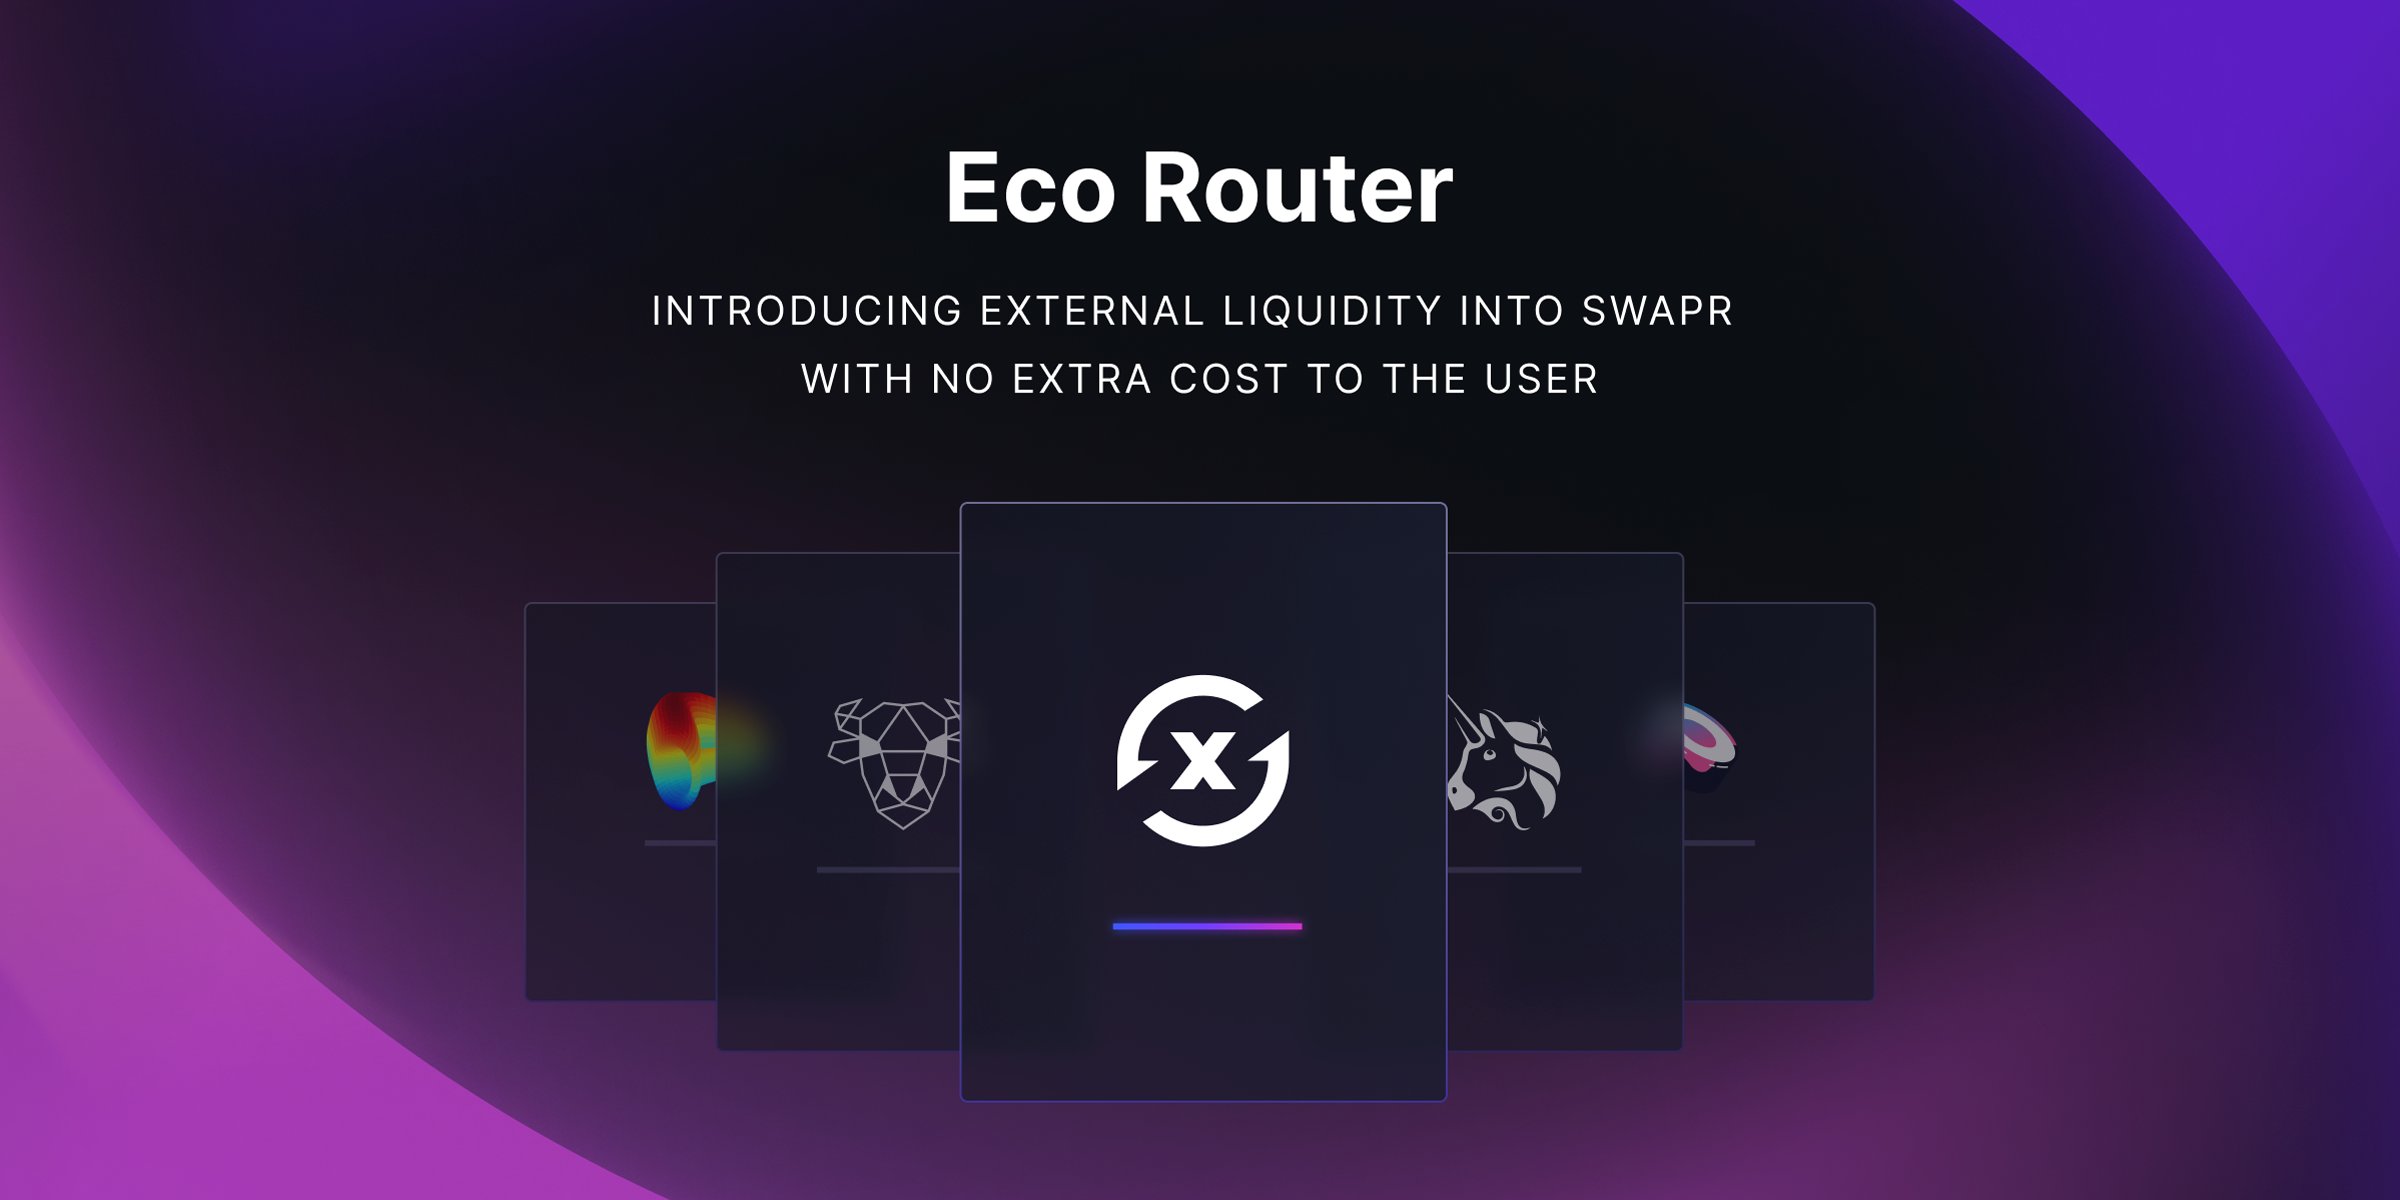 Eco Router
INTRODUCING EXTERNAL LIQUIDITY INTO SWAPR
WITH NO EXTRA COST TO THE USER
x